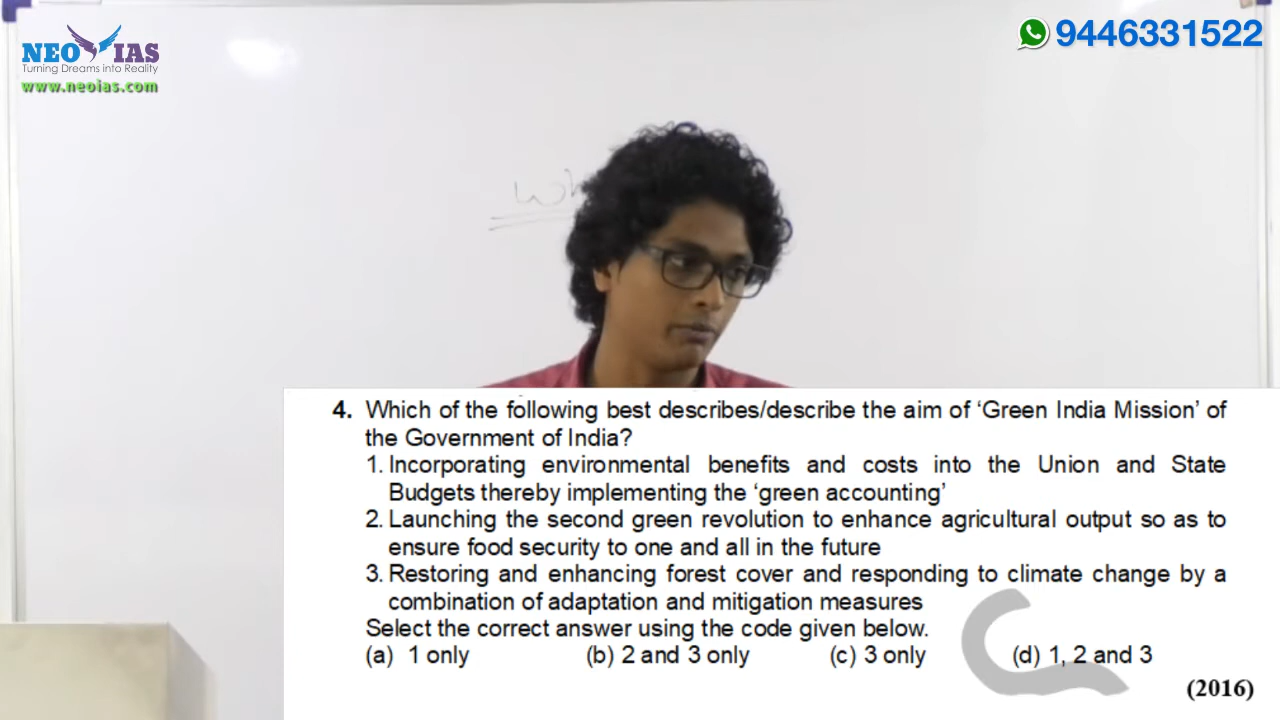 NEO IAS
Turning Dreams into Reality
www.neoias.com
9446331522
4. Which of the following best describes/describe the aim of ‘Green India Mission’ of
the Government of India?
1. Incorporating environmental benefits and costs into the Union and State
Budgets thereby implementing the ‘green accounting’
2. Launching the second green revolution to enhance agricultural output so as to
ensure food security to one and all in the future
3. Restoring and enhancing forest cover and responding to climate change by a
combination of adaptation and mitigation measures
Select the correct answer using the code given below.
(a) 1 only (b) 2 and 3 only (c) 3 only (d) 1, 2 and 3
(2016)